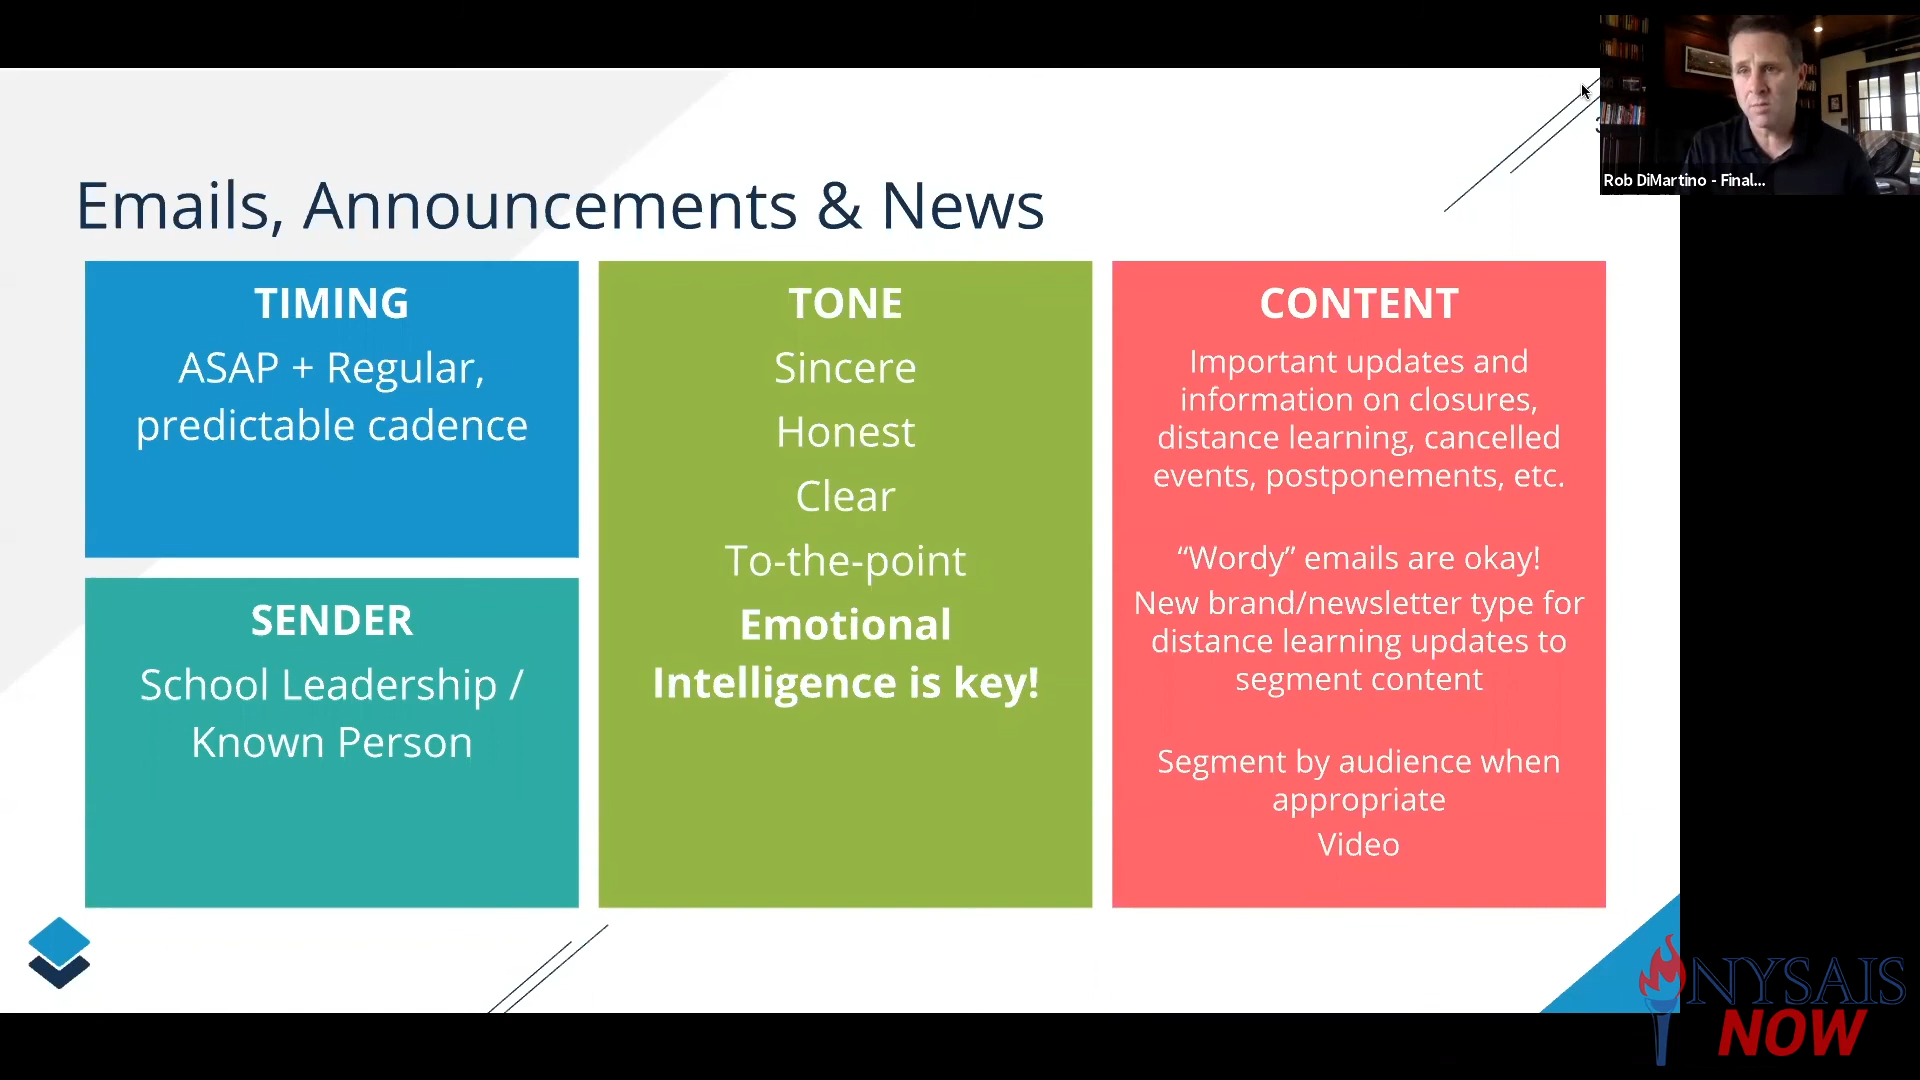 Rob DiMartino - Final...
Emails, Announcements & News
TIMING
ASAP + Regular,
predictable cadence
SENDER
School Leadership /
Known Person
TONE
Sincere
Honest
Clear
To-the-point
Emotional
Intelligence is key!
CONTENT
Important updates and
information on closures,
distance learning, cancelled
events, postponements, etc.
“Wordy” emails are okay!
New brand/newsletter type for
distance learning updates to
segment content
Segment by audience when
appropriate
Video
NYSAIS
NOW